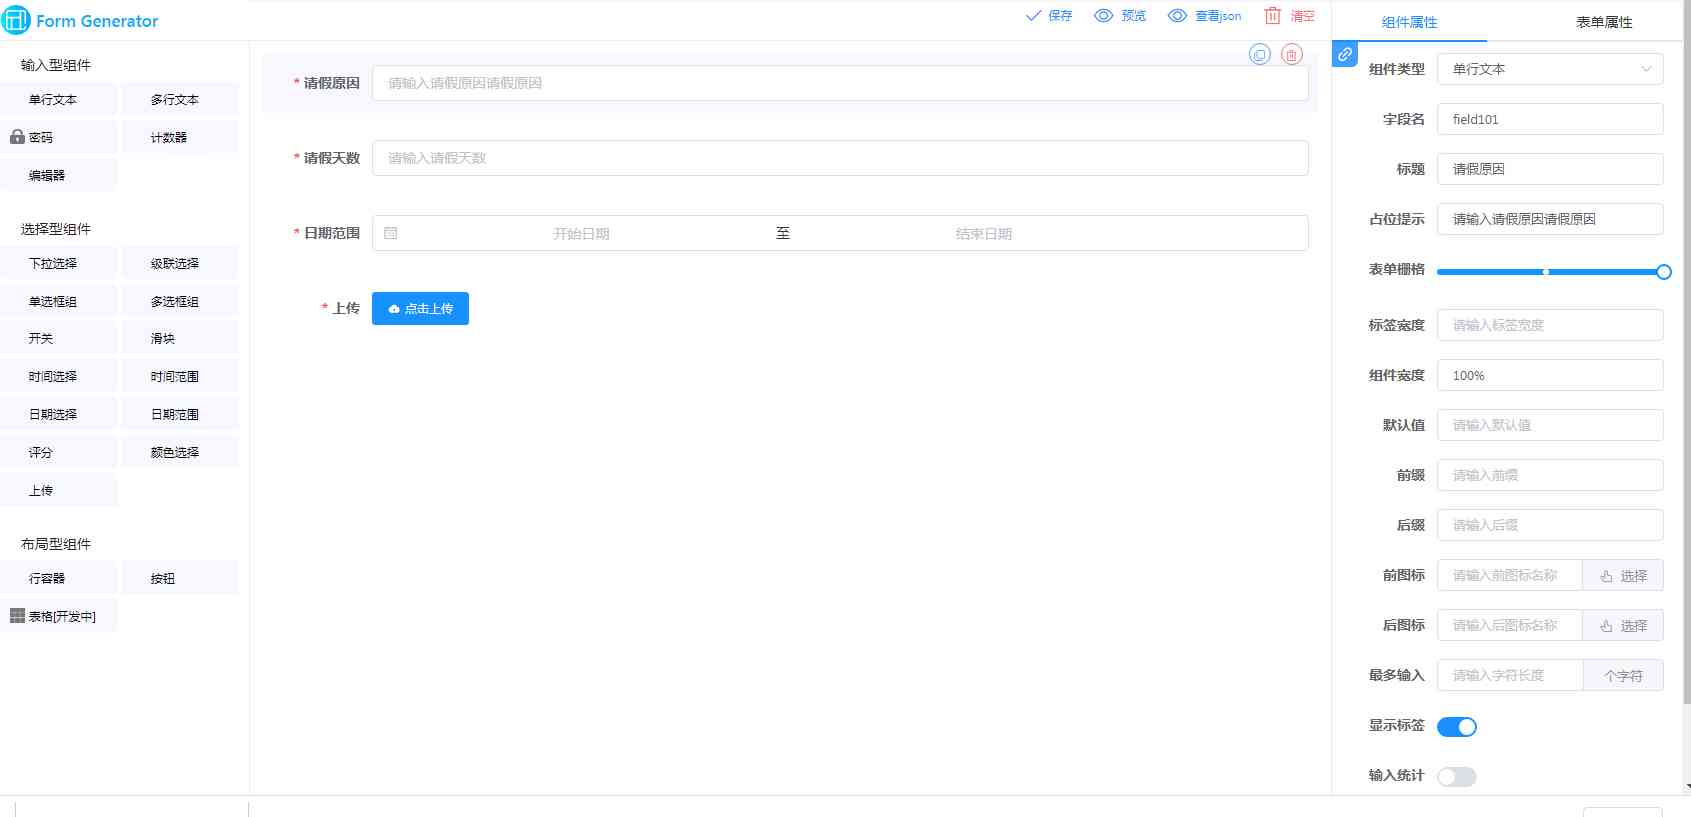 Form Generator
保存
预览
查看json
清空
输入型组件
单行文本
多行文本
密码
计数器
编辑器
选择型组件
下拉选择
级联选择
单选框组
多选框组
开关
滑块
时间选择
时间范围
日期选择
日期范围
评分
颜色选择
上传
布局型组件
行容器
按钮
表格[开发中]
* 请假原因
请输入请假原因请假原因
* 请假天数
请输入请假天数
* 日期范围
开始日期
至
结束日期
* 上传
点击上传
组件属性
表单属性
组件类型
单行文本
字段名
field101
标题
请假原因
占位提示
请输入请假原因请假原因
表单栅格
标签宽度
请输入标签宽度
组件宽度
100%
默认值
请输入默认值
前缀
请输入前缀
后缀
请输入后缀
前图标
请输入前图标名称
选择
后图标
请输入后图标名称
选择
最多输入
请输入字符长度
个字符
显示标签
输入统计